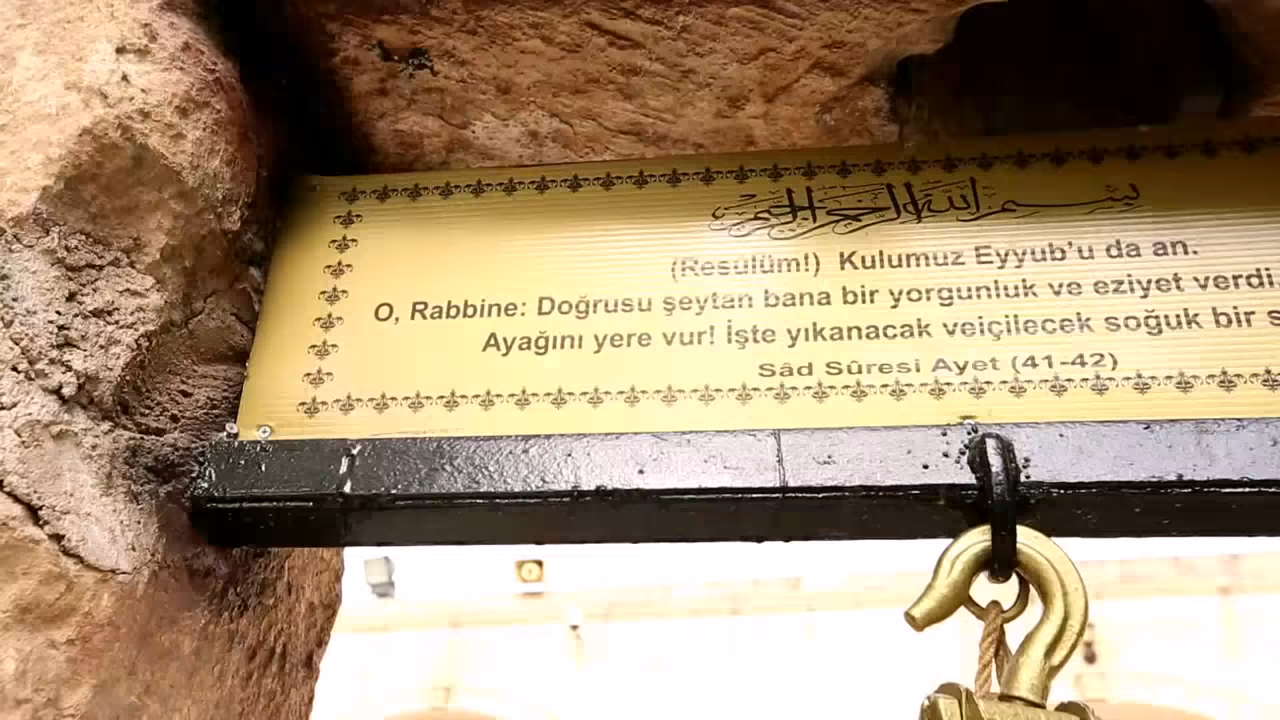 بسم الله الرحمن الرحيم
(Resûlüm!) Kulumuz Eyyub'u da an.
O, Rabbine: Doğrusu şeytan bana bir yorgunluk ve eziyet verdi.
Ayağını yere vur! İşte yıkanacak veiçilecek soğuk bir
Sâd Sûresi Ayet (41-42)